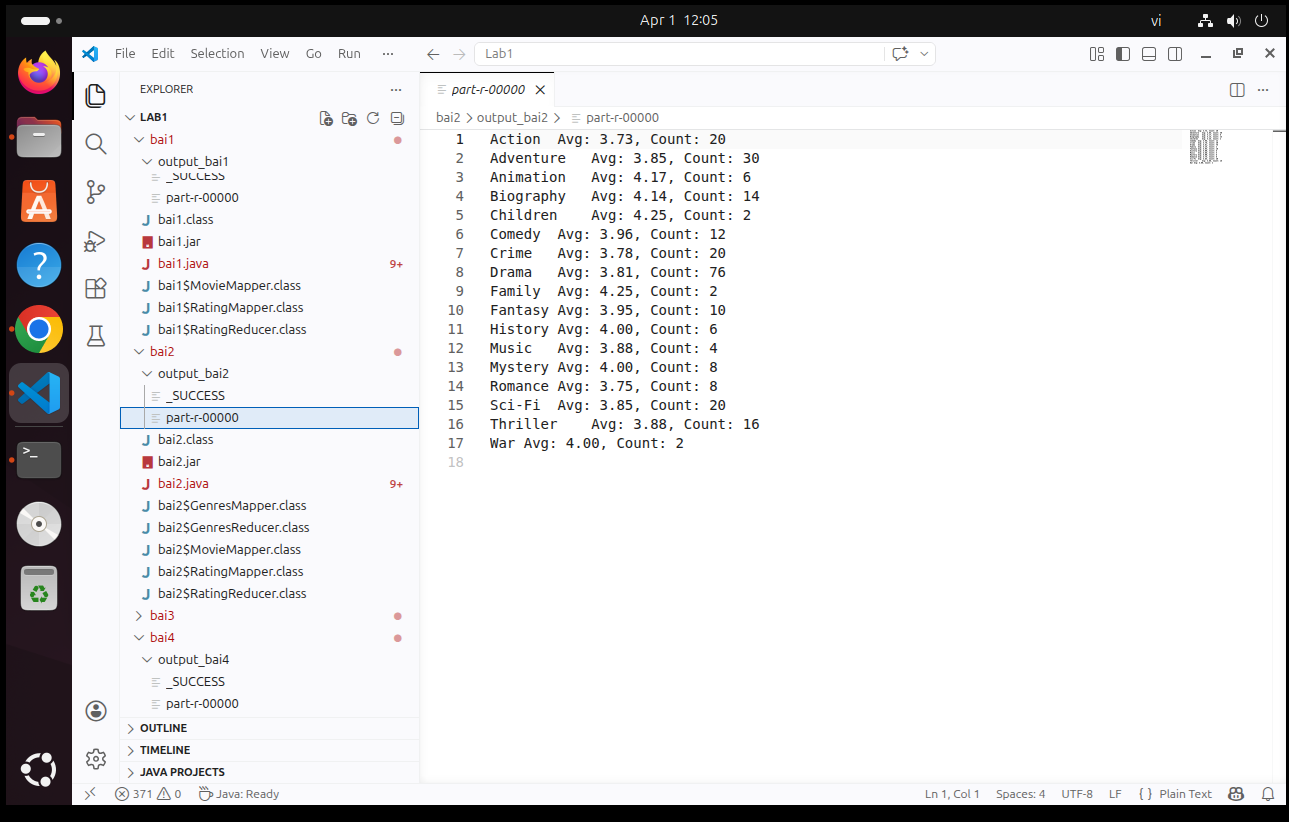 Apr 1 12:05
vi
File Edit Selection View Go Run ···
Lab1
EXPLORER
LAB1
bai1
output_bai1
_SUCCESS
part-r-00000
bai1.class
bai1.jar
bai1.java 9+
bai1$MovieMapper.class
bai1$RatingMapper.class
bai1$RatingReducer.class
bai2
output_bai2
_SUCCESS
part-r-00000
bai2.class
bai2.jar
bai2.java 9+
bai2$GenresMapper.class
bai2$GenresReducer.class
bai2$MovieMapper.class
bai2$RatingMapper.class
bai2$RatingReducer.class
bai3
bai4
output_bai4
_SUCCESS
part-r-00000
OUTLINE
TIMELINE
JAVA PROJECTS
part-r-00000
bai2 > output_bai2 > part-r-00000
1 Action Avg: 3.73, Count: 20
2 Adventure Avg: 3.85, Count: 30
3 Animation Avg: 4.17, Count: 6
4 Biography Avg: 4.14, Count: 14
5 Children Avg: 4.25, Count: 2
6 Comedy Avg: 3.96, Count: 12
7 Crime Avg: 3.78, Count: 20
8 Drama Avg: 3.81, Count: 76
9 Family Avg: 4.25, Count: 2
10 Fantasy Avg: 3.95, Count: 10
11 History Avg: 4.00, Count: 6
12 Music Avg: 3.88, Count: 4
13 Mystery Avg: 4.00, Count: 8
14 Romance Avg: 3.75, Count: 8
15 Sci-Fi Avg: 3.85, Count: 20
16 Thriller Avg: 3.88, Count: 16
17 War Avg: 4.00, Count: 2
18
371 0 Java: Ready
Ln 1, Col 1 Spaces: 4 UTF-8 LF { } Plain Text